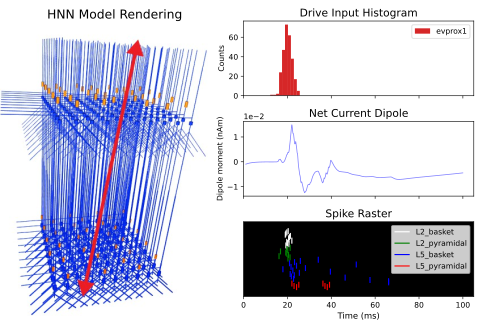 HNN Model Rendering
Drive Input Histogram
Counts
60
40
20
0
evprox1
Net Current Dipole
1e−2
Dipole moment (nAm)
1
0
−1
Spike Raster
L2_basket
L2_pyramidal
L5_basket
L5_pyramidal
0
20
40
60
80
100
Time (ms)